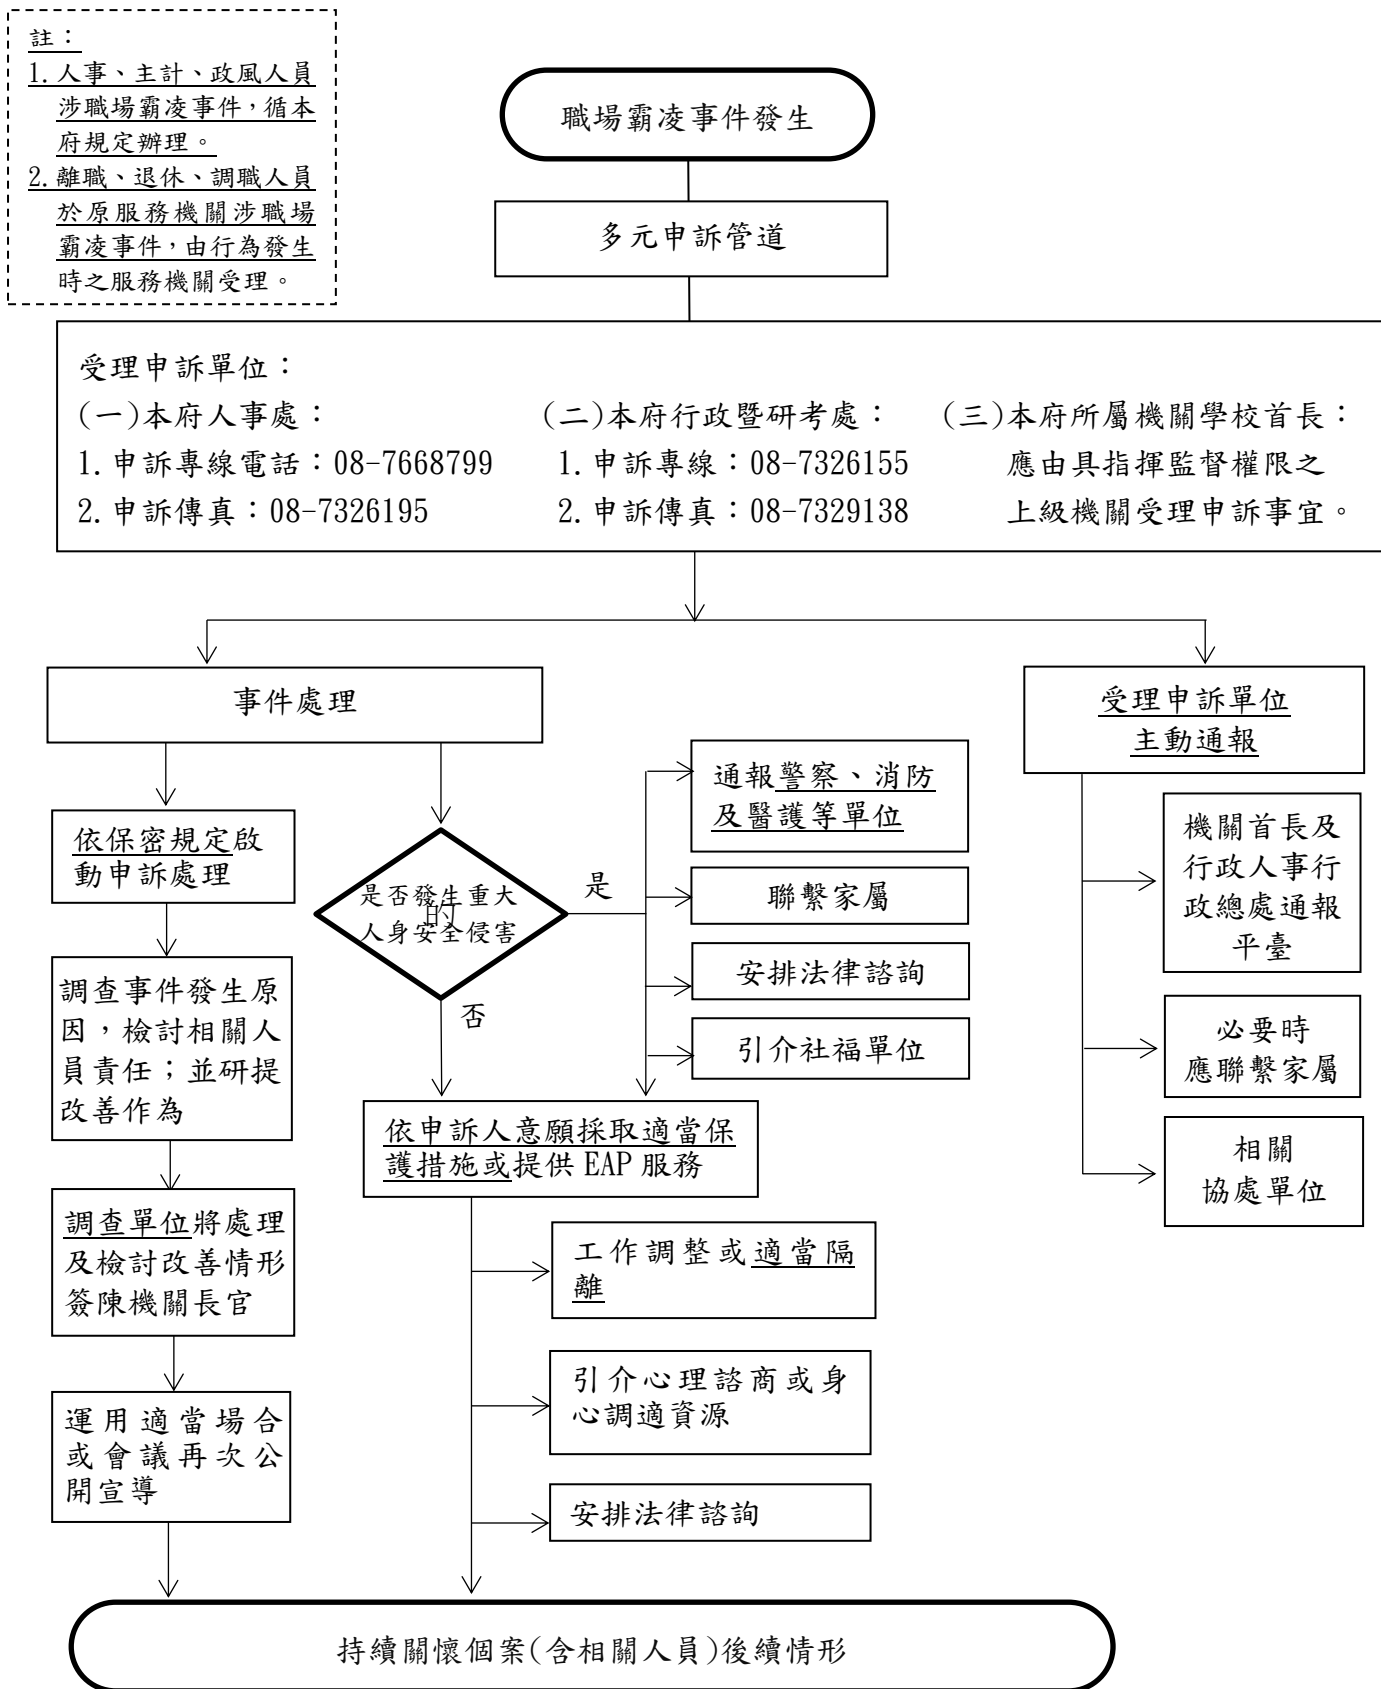 註：
1.人事、主計、政風人員
涉職場霸凌事件，循本
府規定辦理。
2.離職、退休、調職人員
於原服務機關涉職場
霸凌事件，由行為發生
時之服務機關受理。
職場霸凌事件發生
多元申訴管道
受理申訴單位：
(一)本府人事處：
1.申訴專線電話：08-7668799
2.申訴傳真：08-7326195
(二)本府行政暨研考處：
1.申訴專線：08-7326155
2.申訴傳真：08-7329138
(三)本府所屬機關學校首長：
應由具指揮監督權限之
上級機關受理申訴事宜。
事件處理
依保密規定啟
動申訴處理
調查事件發生原
因，檢討相關人
員責任；並研提
改善作為
調查單位將處理
及檢討改善情形
簽陳機關長官
運用適當場合
或會議再次公
開宣導
是否發生重大
的
人身安全侵害
是
否
通報警察、消防
及醫護等單位
聯繫家屬
安排法律諮詢
引介社福單位
依申訴人意願採取適當保
護措施或提供 EAP 服務
工作調整或適當隔
離
引介心理諮商或身
心調適資源
安排法律諮詢
受理申訴單位
主動通報
機關首長及
行政人事行
政總處通報
平臺
必要時
應聯繫家屬
相關
協處單位
持續關懷個案(含相關人員)後續情形